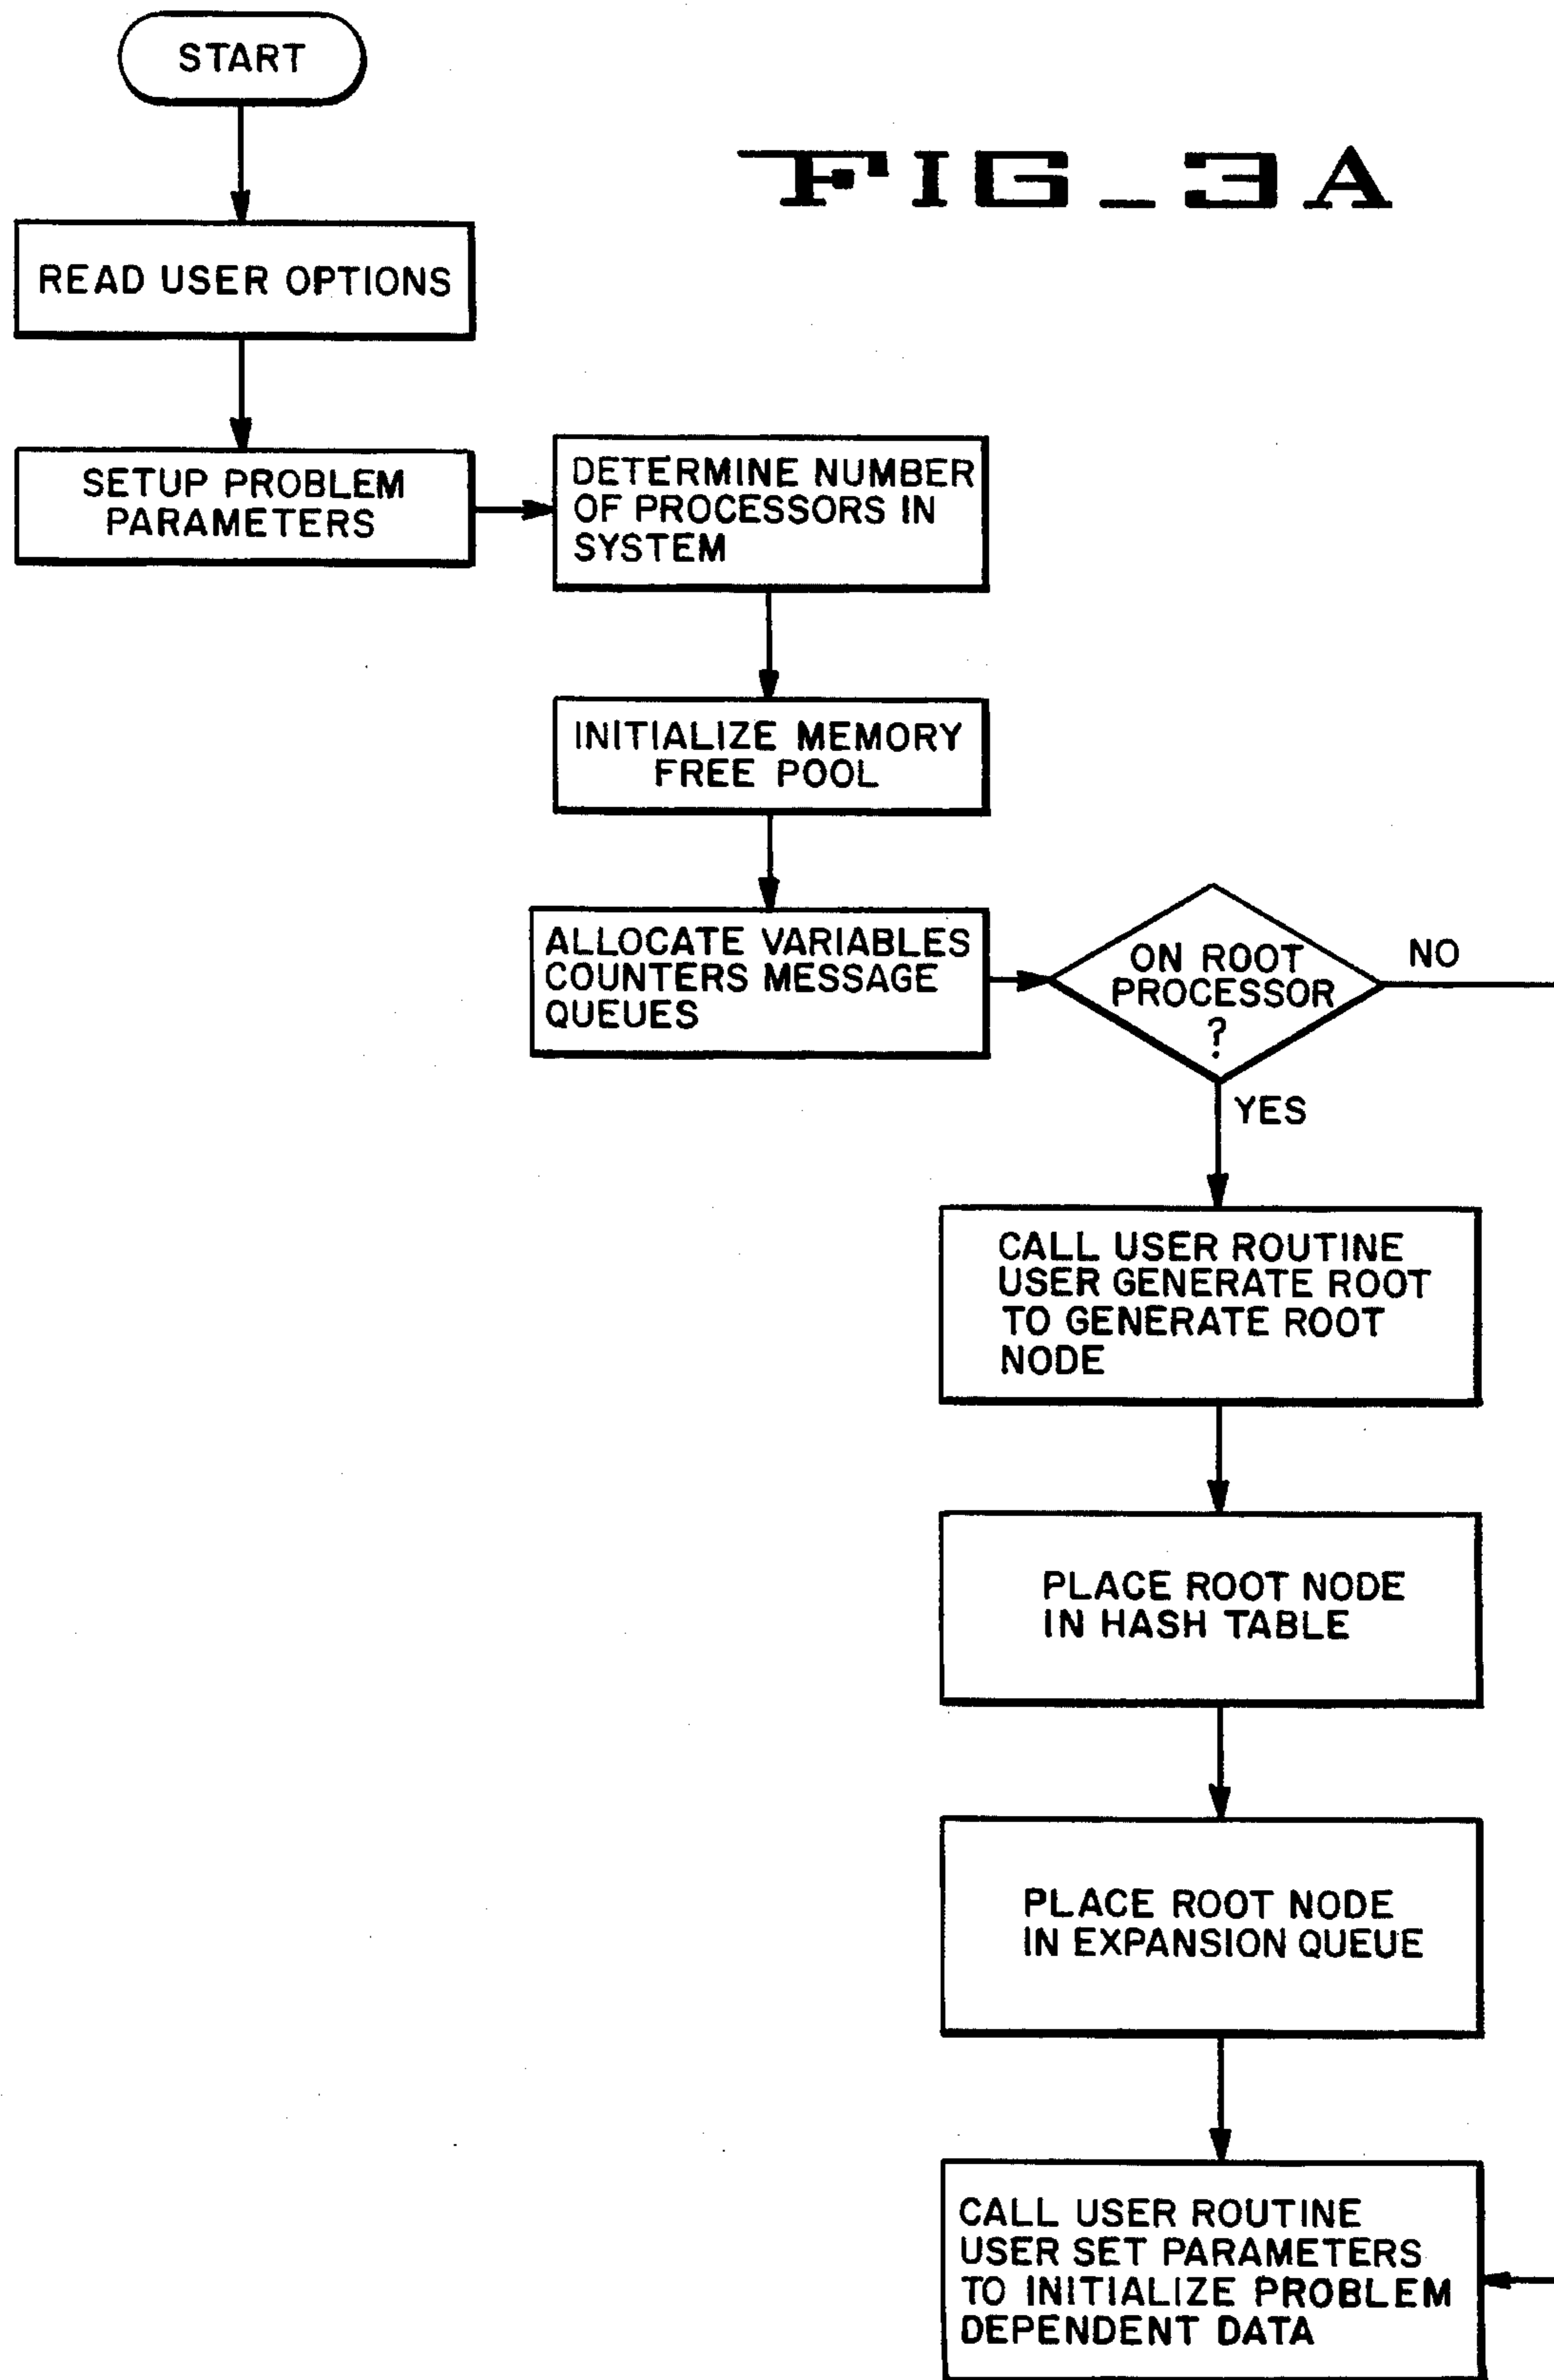 START
FIG_3A
READ USER OPTIONS
SETUP PROBLEM
PARAMETERS
DETERMINE NUMBER
OF PROCESSORS IN
SYSTEM
INITIALIZE MEMORY
FREE POOL
ALLOCATE VARIABLES
COUNTERS MESSAGE
QUEUES
ON ROOT
PROCESSOR
?
NO
YES
CALL USER ROUTINE
USER GENERATE ROOT
TO GENERATE ROOT
NODE
PLACE ROOT NODE
IN HASH TABLE
PLACE ROOT NODE
IN EXPANSION QUEUE
CALL USER ROUTINE
USER SET PARAMETERS
TO INITIALIZE PROBLEM
DEPENDENT DATA